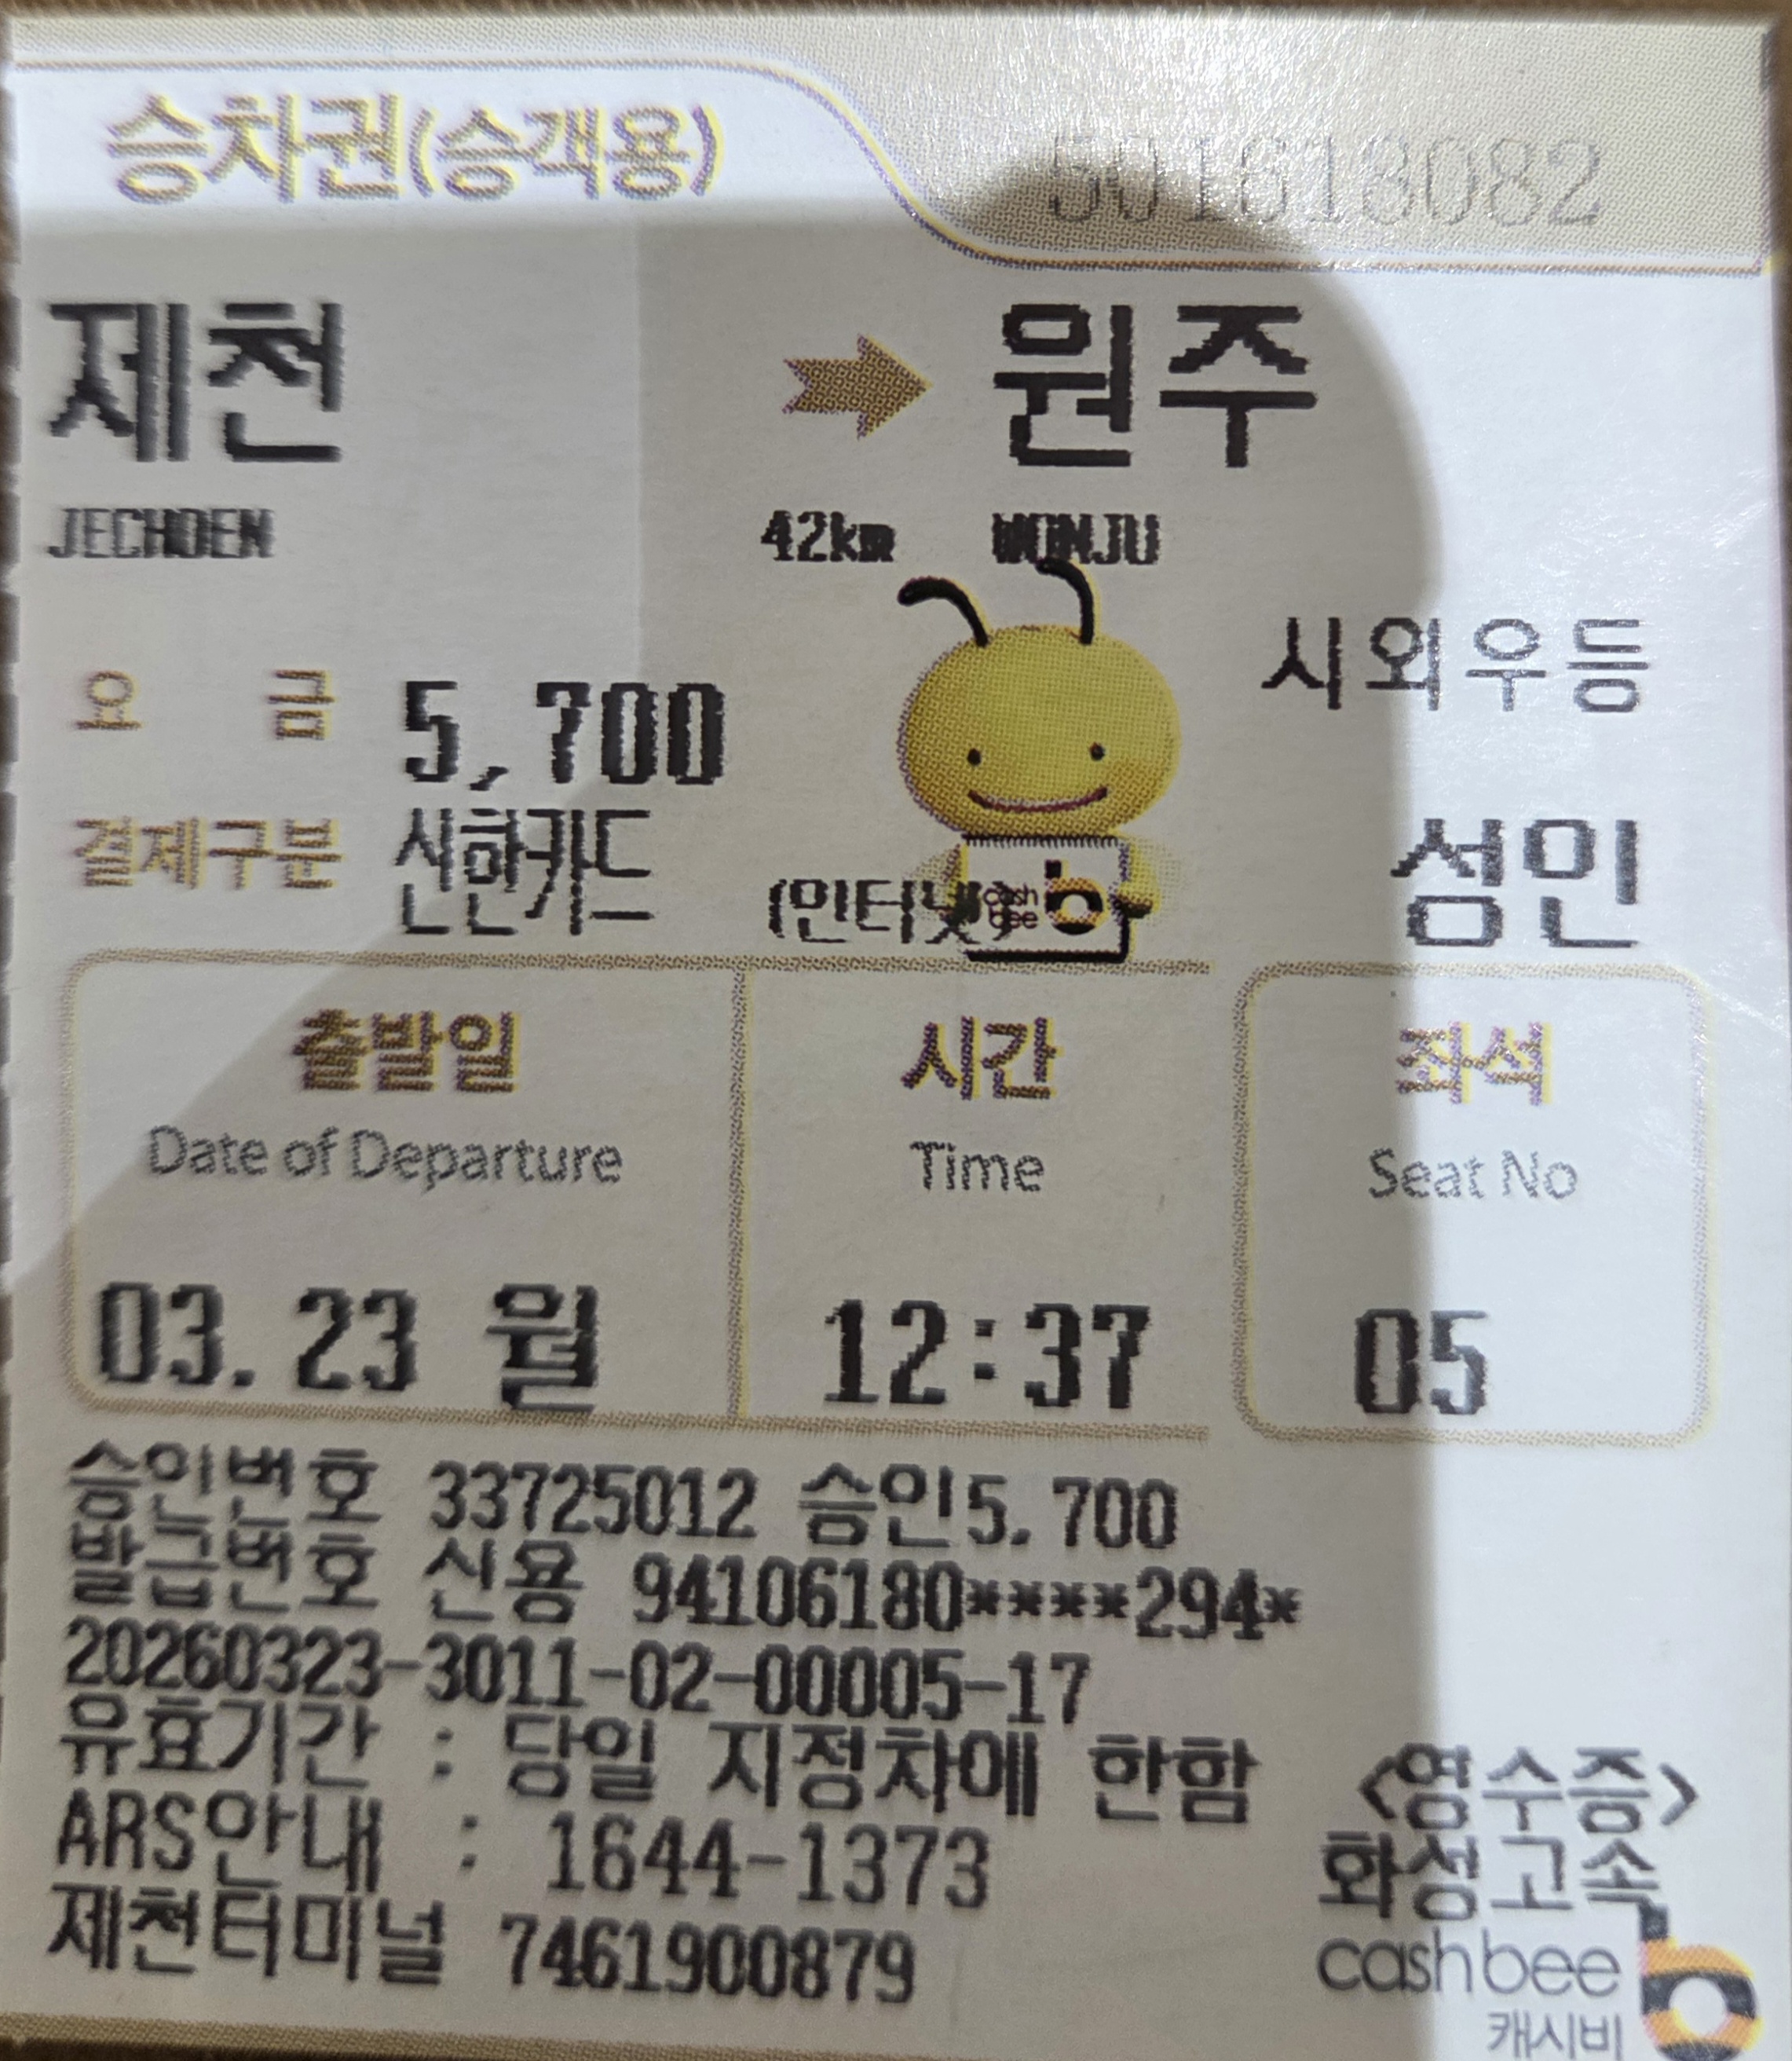 승차권(승객용)
501618082
제천 원주
JECHOEN 42km WONJU
시외우등
요 금 5,700
결제구분 신한카드 (인터넷) 성인
cash bee b
출발일 시간 좌석
Date of Departure Time Seat No
03.23 월 12:37 05
승인번호 33725012 승인5.700
발급번호 신용 94106180****294*
20260323-3011-02-00005-17
유효기간 : 당일 지정차에 한함 <영수증>
ARS안내 : 1644-1373 화성고속
제천터미널 7461900879
cashbee b
캐시비